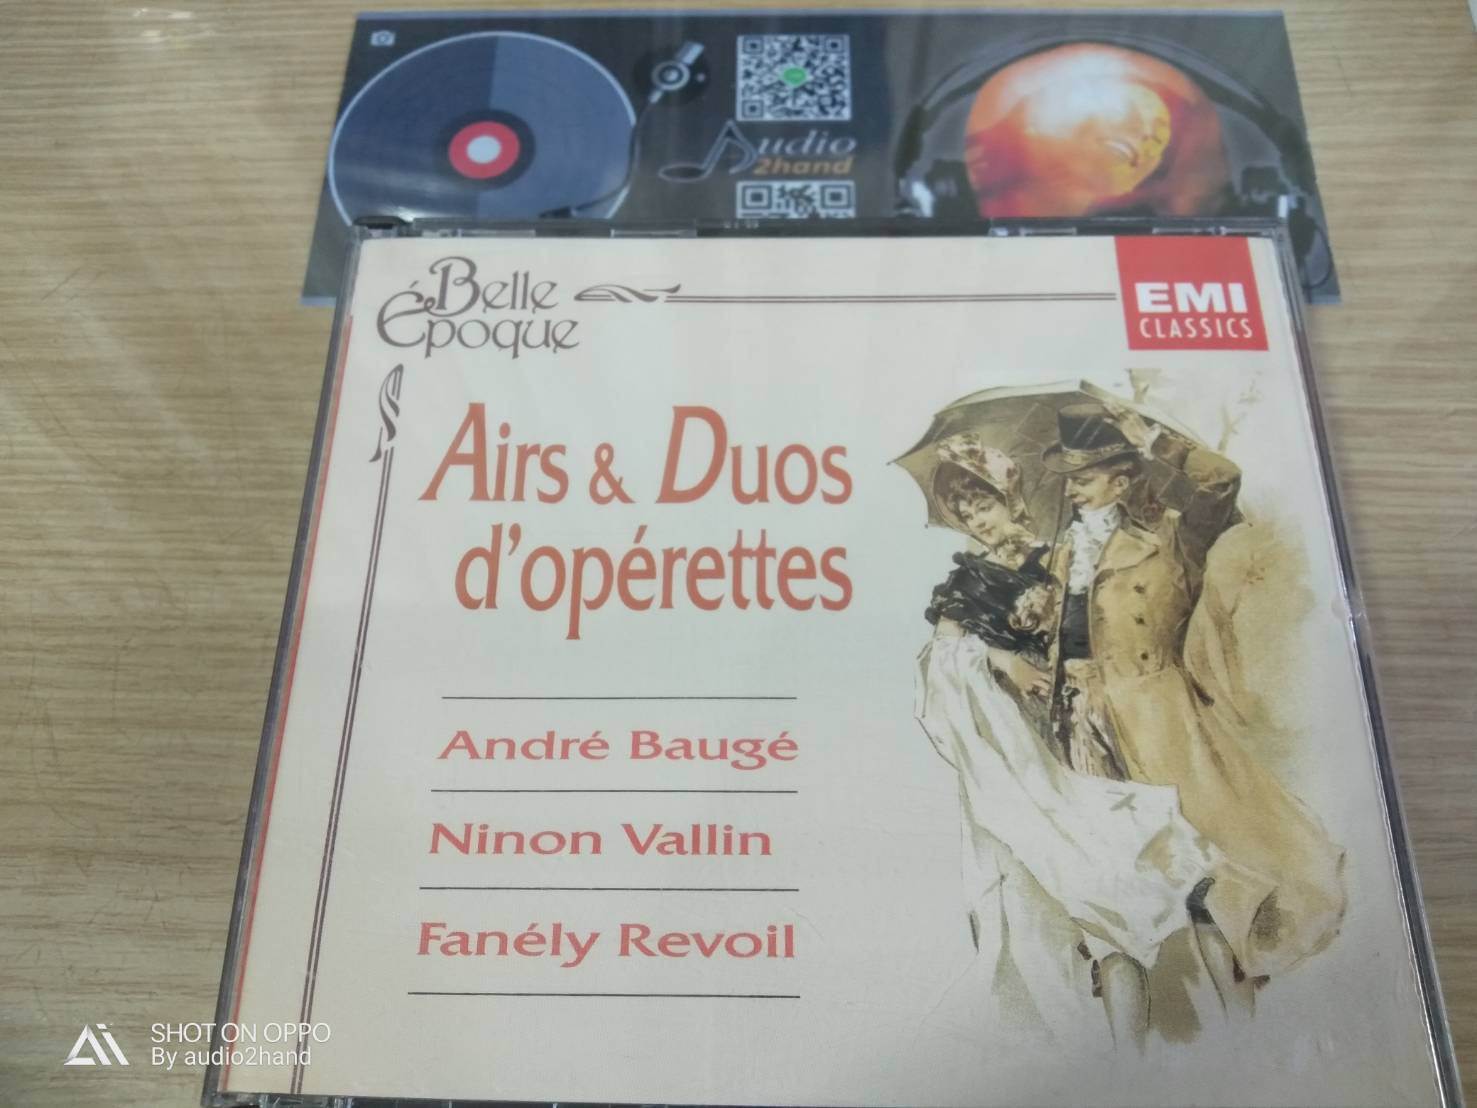 Audio
2hand
Belle
Époque
EMI
CLASSICS
Airs & Duos
d'opérettes
André Baugé
Ninon Vallin
Fanély Revoil
SHOT ON OPPO
By audio2hand